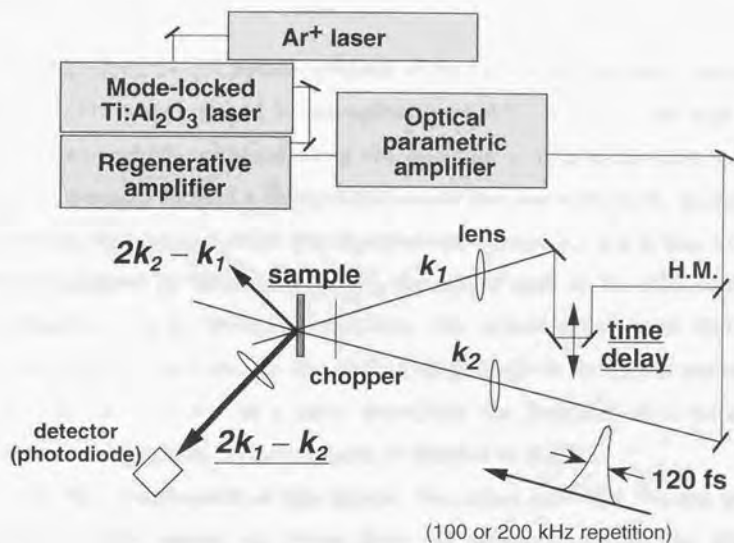 Ar⁺ laser
Mode-locked
Ti:Al₂O₃ laser
Regenerative
amplifier
Optical
parametric
amplifier
lens
2k₂ – k₁
sample
k₁
H.M.
time
delay
k₂
chopper
detector
(photodiode)
2k₁ – k₂
120 fs
(100 or 200 kHz repetition)